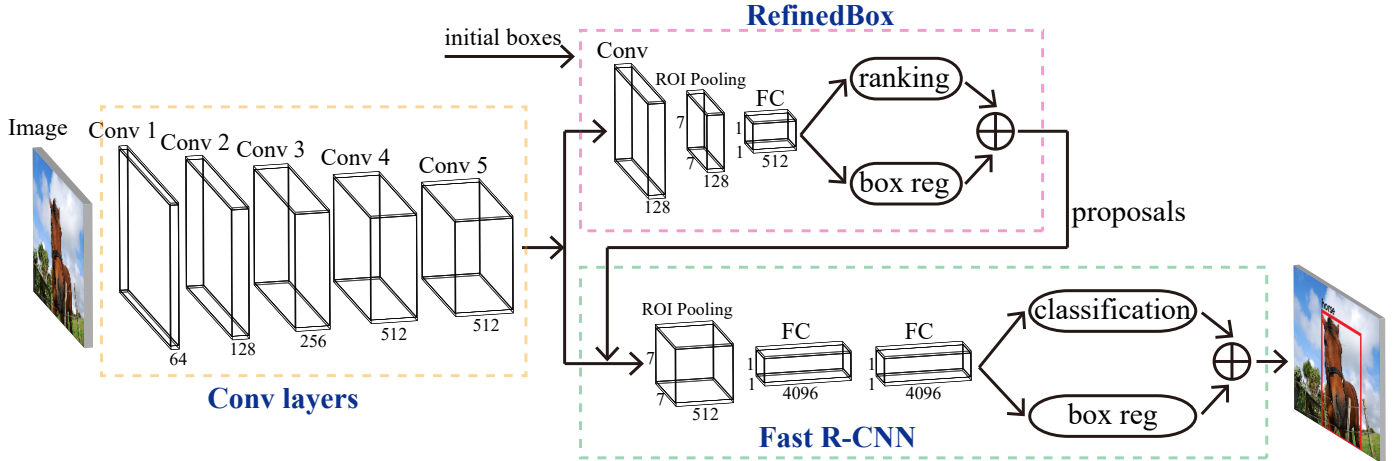 RefinedBox
initial boxes
Conv
ROI Pooling
FC
ranking
box reg
7
7
128
128
1
1
512
proposals
Image
Conv 1
Conv 2
Conv 3
Conv 4
Conv 5
64
128
256
512
512
Conv layers
ROI Pooling
FC
FC
classification
box reg
7
7
512
1
1
4096
1
1
4096
Fast R-CNN
horse